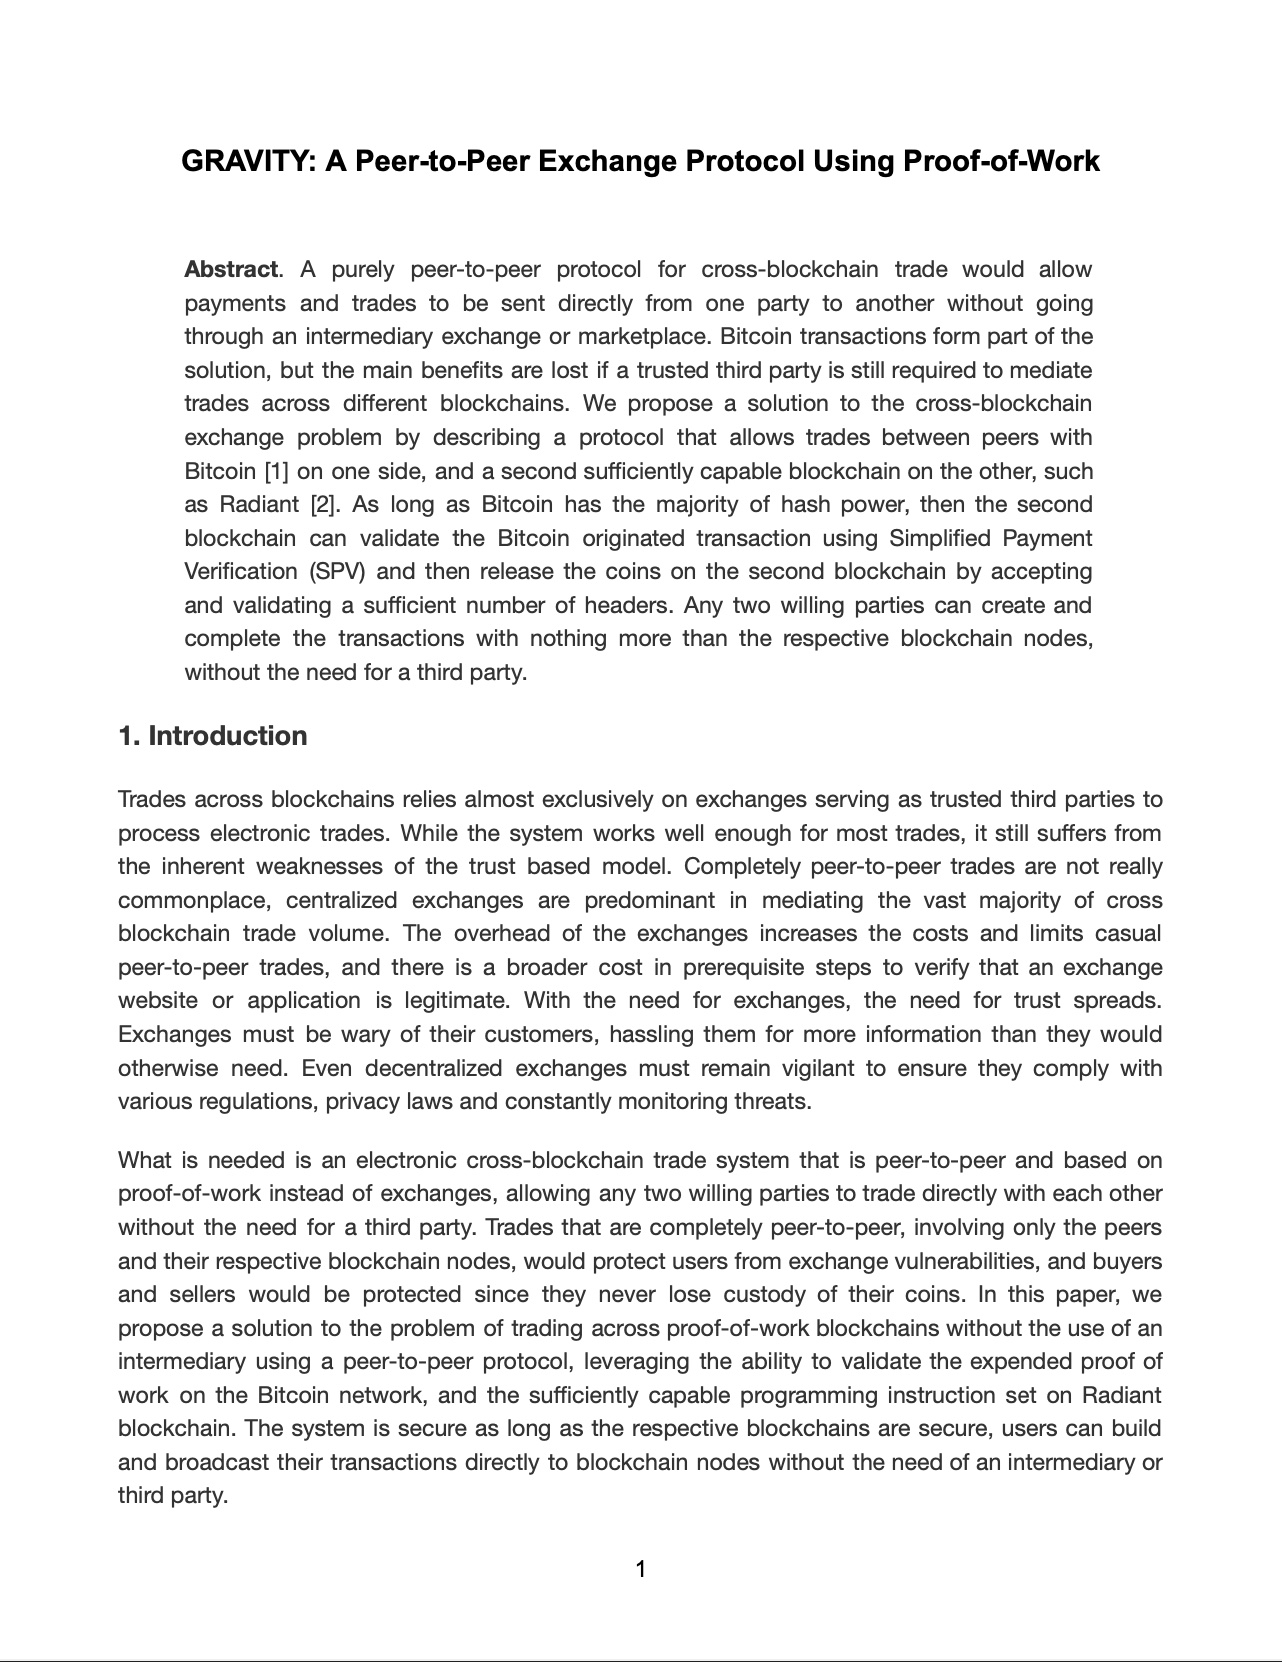 GRAVITY: A Peer-to-Peer Exchange Protocol Using Proof-of-Work
Abstract. A purely peer-to-peer protocol for cross-blockchain trade would allow
payments and trades to be sent directly from one party to another without going
through an intermediary exchange or marketplace. Bitcoin transactions form part of the
solution, but the main benefits are lost if a trusted third party is still required to mediate
trades across different blockchains. We propose a solution to the cross-blockchain
exchange problem by describing a protocol that allows trades between peers with
Bitcoin [1] on one side, and a second sufficiently capable blockchain on the other, such
as Radiant [2]. As long as Bitcoin has the majority of hash power, then the second
blockchain can validate the Bitcoin originated transaction using Simplified Payment
Verification (SPV) and then release the coins on the second blockchain by accepting
and validating a sufficient number of headers. Any two willing parties can create and
complete the transactions with nothing more than the respective blockchain nodes,
without the need for a third party.
1. Introduction
Trades across blockchains relies almost exclusively on exchanges serving as trusted third parties to
process electronic trades. While the system works well enough for most trades, it still suffers from
the inherent weaknesses of the trust based model. Completely peer-to-peer trades are not really
commonplace, centralized exchanges are predominant in mediating the vast majority of cross
blockchain trade volume. The overhead of the exchanges increases the costs and limits casual
peer-to-peer trades, and there is a broader cost in prerequisite steps to verify that an exchange
website or application is legitimate. With the need for exchanges, the need for trust spreads.
Exchanges must be wary of their customers, hassling them for more information than they would
otherwise need. Even decentralized exchanges must remain vigilant to ensure they comply with
various regulations, privacy laws and constantly monitoring threats.
What is needed is an electronic cross-blockchain trade system that is peer-to-peer and based on
proof-of-work instead of exchanges, allowing any two willing parties to trade directly with each other
without the need for a third party. Trades that are completely peer-to-peer, involving only the peers
and their respective blockchain nodes, would protect users from exchange vulnerabilities, and buyers
and sellers would be protected since they never lose custody of their coins. In this paper, we
propose a solution to the problem of trading across proof-of-work blockchains without the use of an
intermediary using a peer-to-peer protocol, leveraging the ability to validate the expended proof of
work on the Bitcoin network, and the sufficiently capable programming instruction set on Radiant
blockchain. The system is secure as long as the respective blockchains are secure, users can build
and broadcast their transactions directly to blockchain nodes without the need of an intermediary or
third party.
1